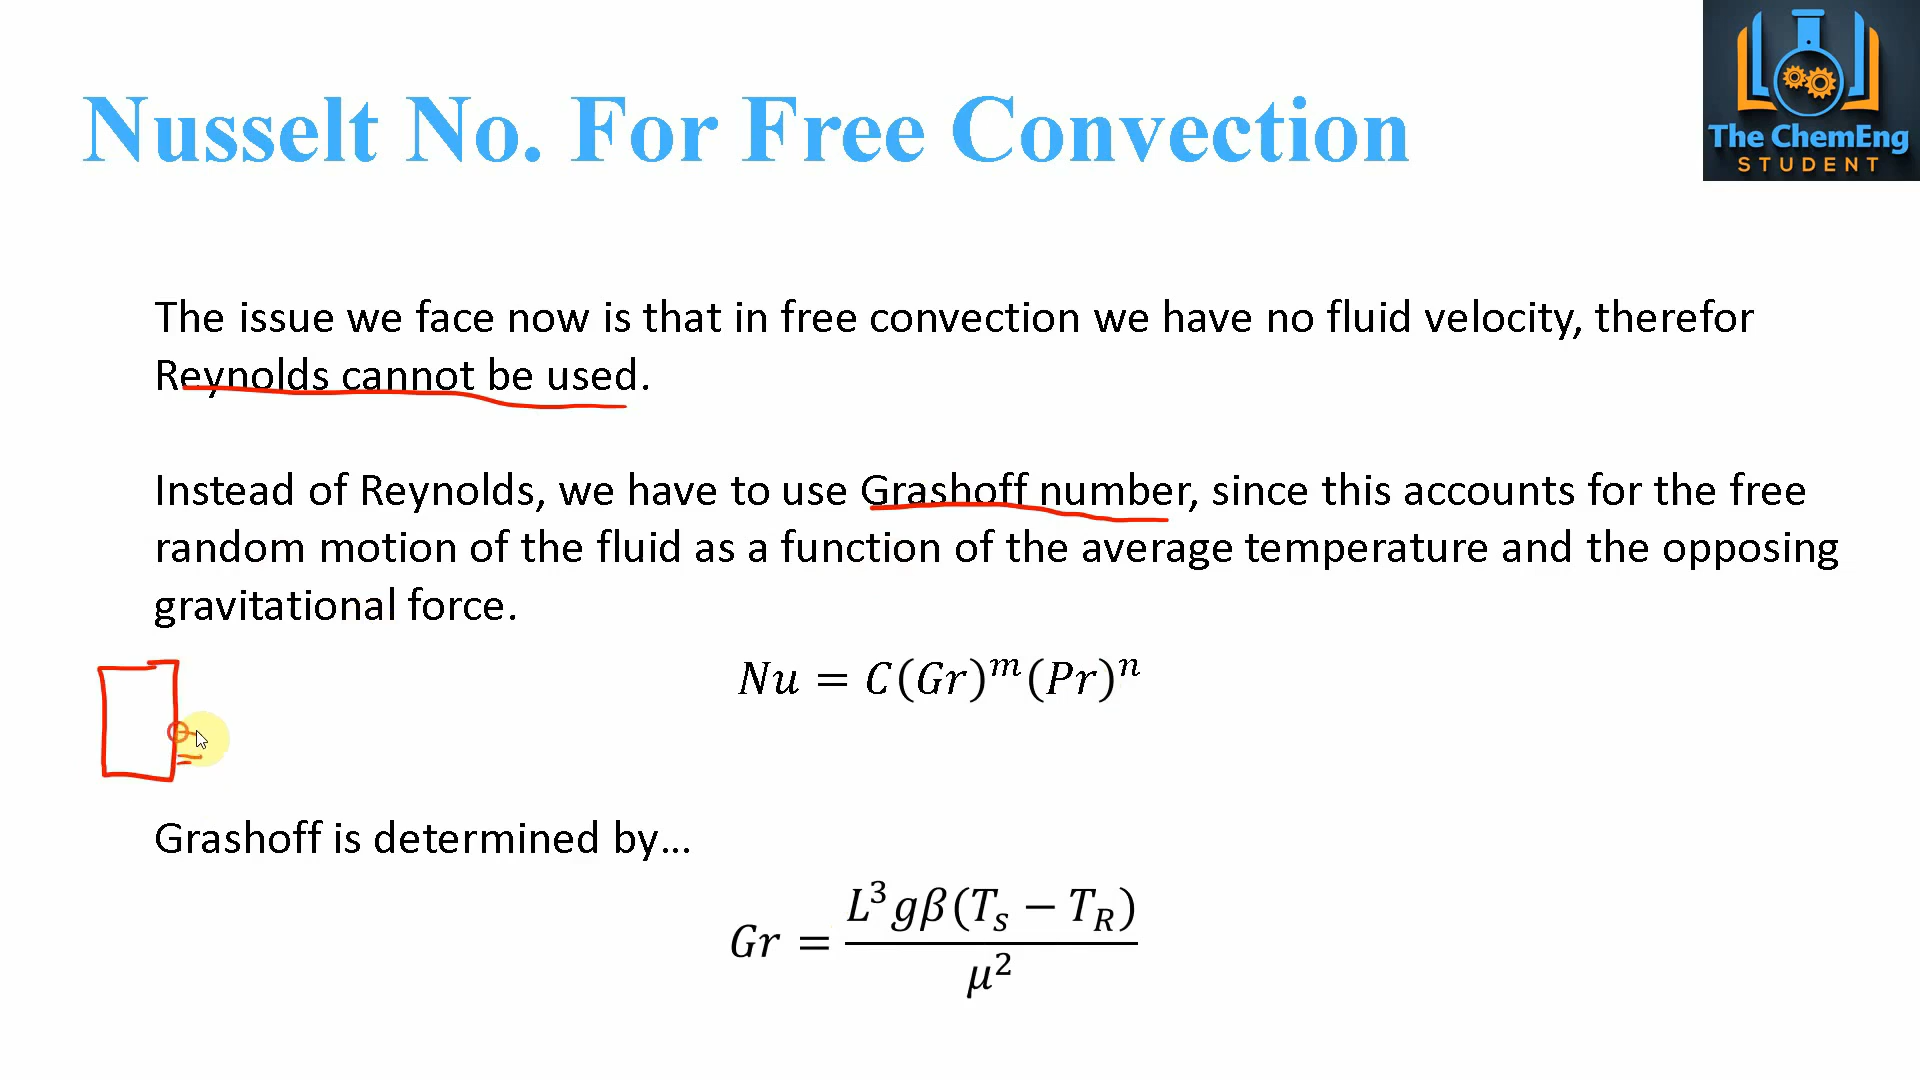 Nusselt No. For Free Convection
The ChemEng
STUDENT
The issue we face now is that in free convection we have no fluid velocity, therefor
Reynolds cannot be used.
Instead of Reynolds, we have to use Grashoff number, since this accounts for the free
random motion of the fluid as a function of the average temperature and the opposing
gravitational force.
Nu = C(Gr)^m(Pr)^n
Grashoff is determined by…
Gr = L^3gβ(T_s − T_R) / μ^2